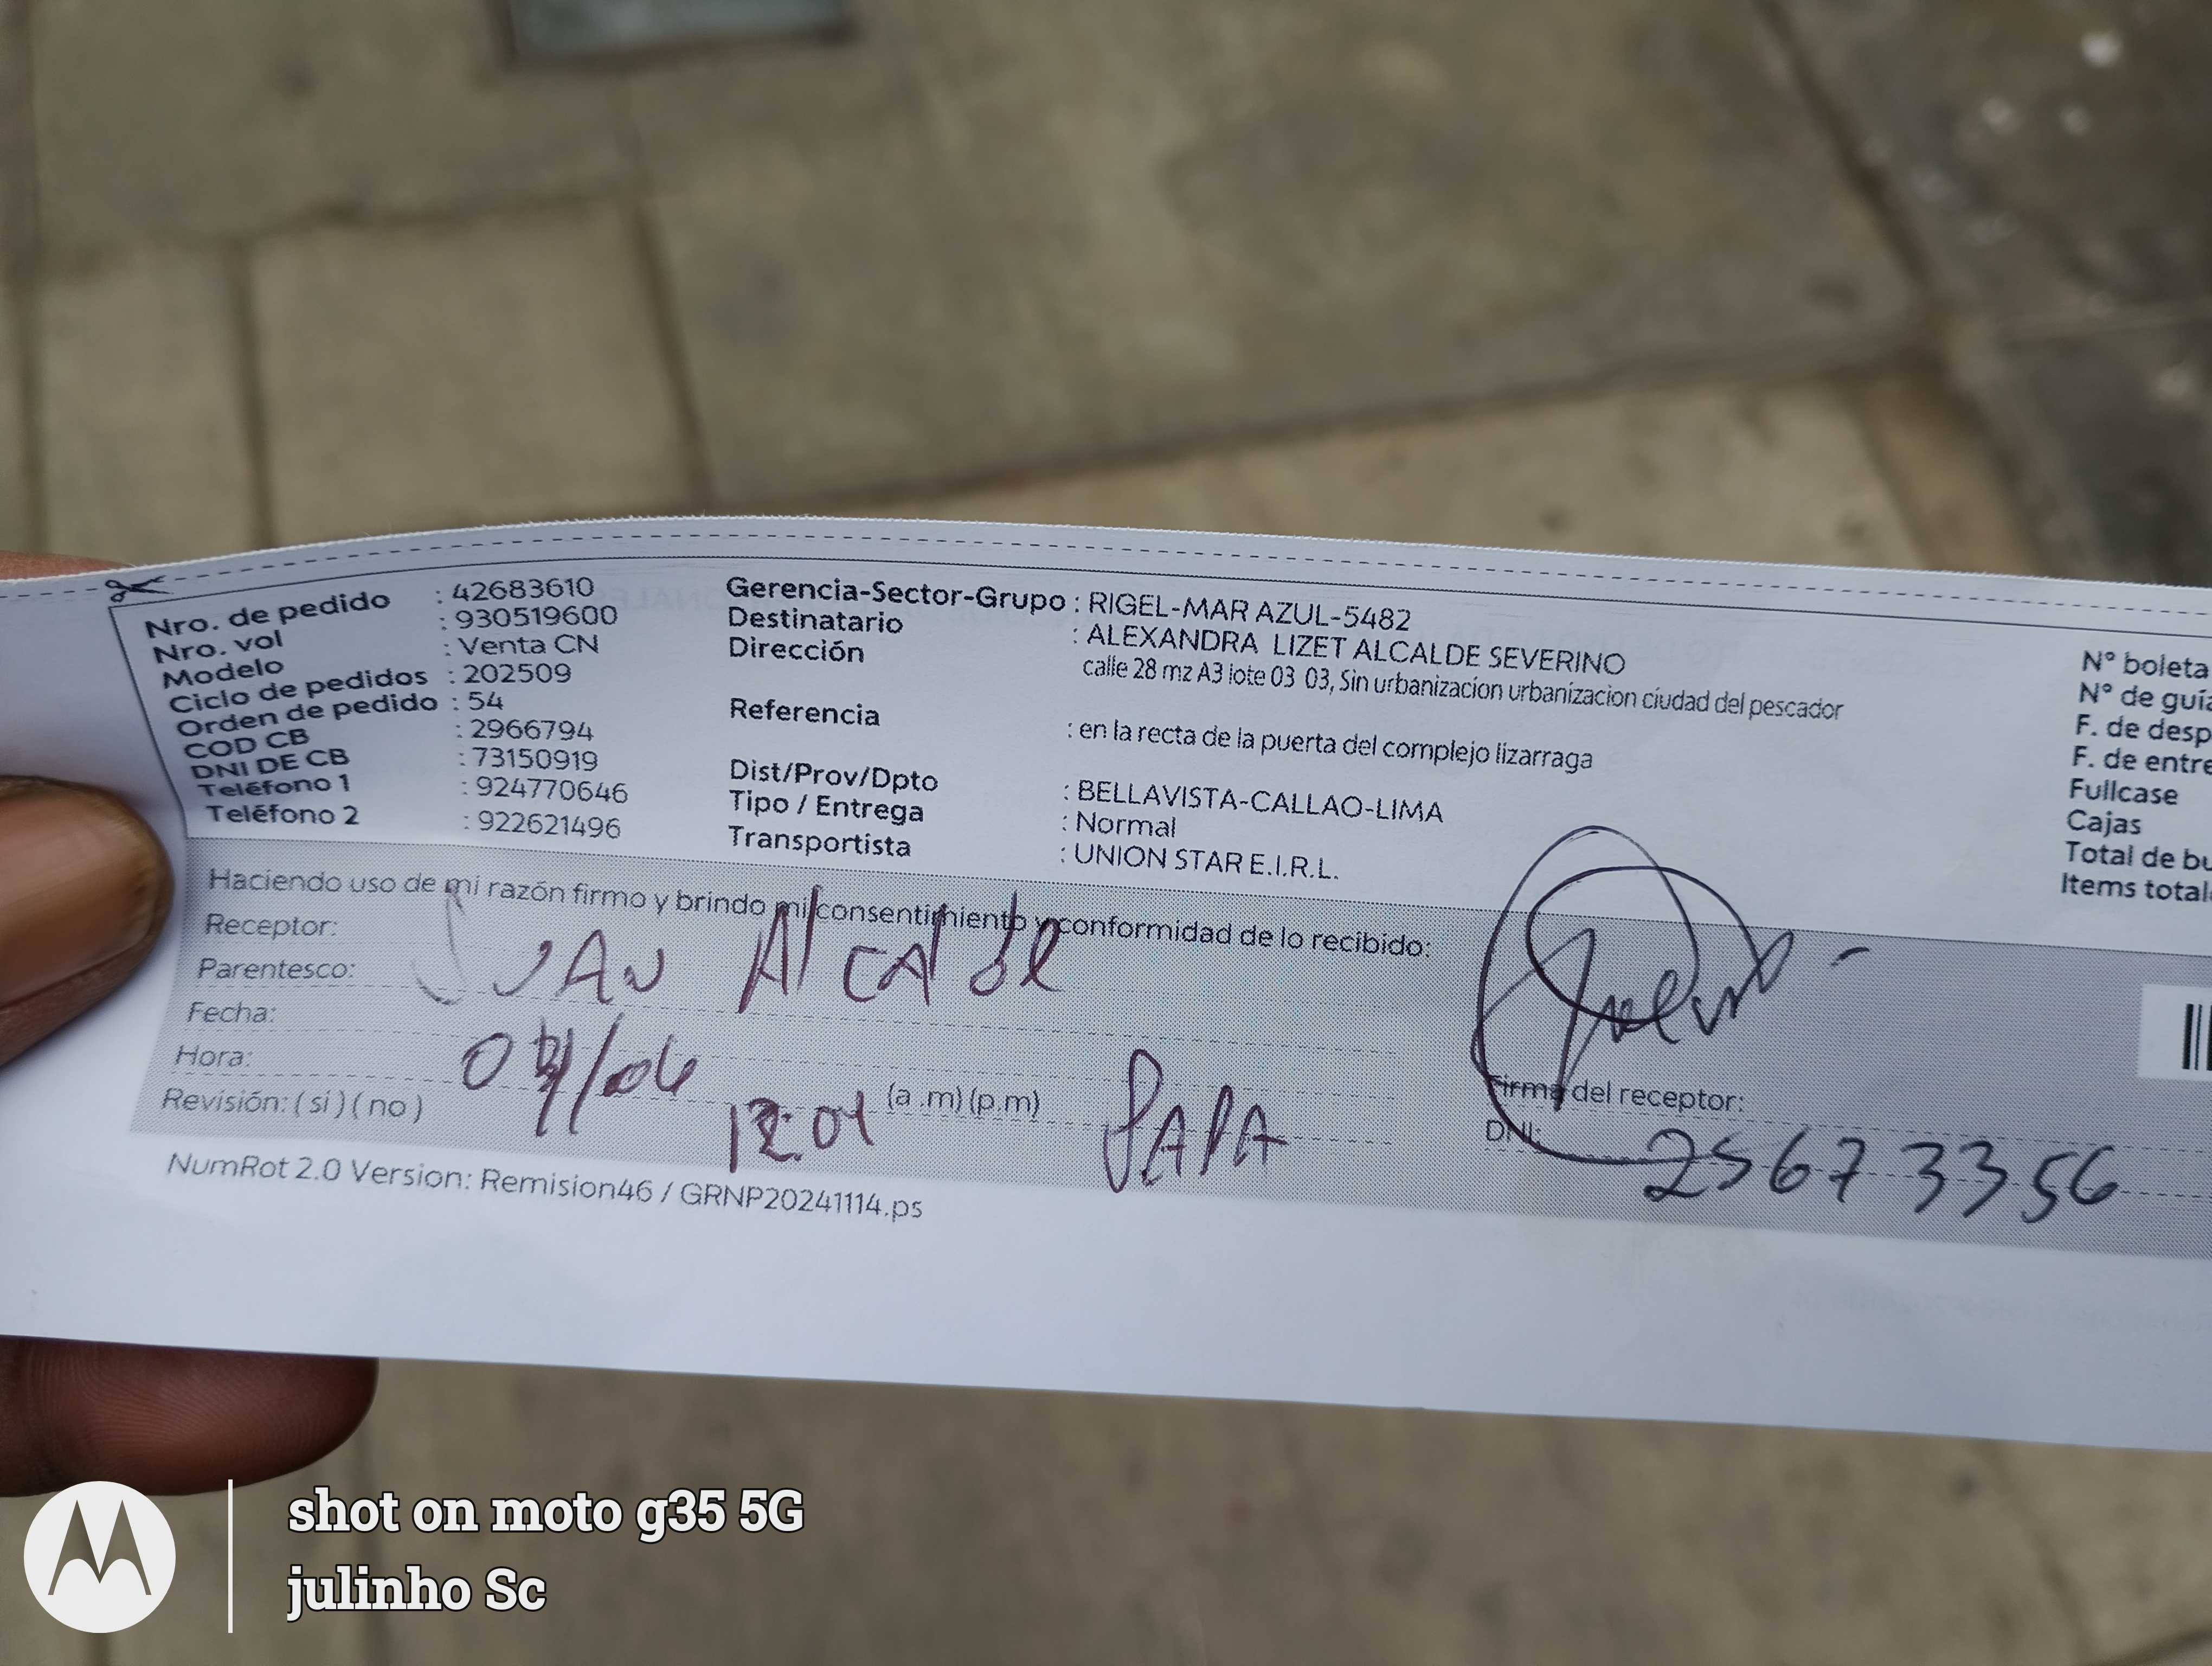 Nro. de pedido : 42683610
Nro. vol : 930519600
Modelo : Venta CN
Ciclo de pedidos : 202509
Orden de pedido : 54
COD CB : 2966794
DNI DE CB : 73150919
Teléfono 1 : 924770646
Teléfono 2 : 922621496
Gerencia-Sector-Grupo : RIGEL-MAR AZUL-5482
Destinatario : ALEXANDRA LIZET ALCALDE SEVERINO
Dirección calle 28 mz A3 lote 03 03, Sin urbanizacion urbanizacion ciudad del pescador
Referencia : en la recta de la puerta del complejo lizarraga
Dist/Prov/Dpto : BELLAVISTA-CALLAO-LIMA
Tipo / Entrega : Normal
Transportista : UNION STAR E.I.R.L.
N° boleta
N° de guía
F. de desp
F. de entre
Fullcase
Cajas
Total de bu
Items total
Haciendo uso de mi razón firmo y brindo mi consentimiento y conformidad de lo recibido:
Receptor: Alcalde
Parentesco:
Fecha:
Hora: 12:01 (a .m) (p.m) PAPA
Revisión: ( si ) ( no )
Firma del receptor:
DNI: 25673356
NumRot 2.0 Version: Remision46 / GRNP20241114.ps
shot on moto g35 5G
julinho Sc